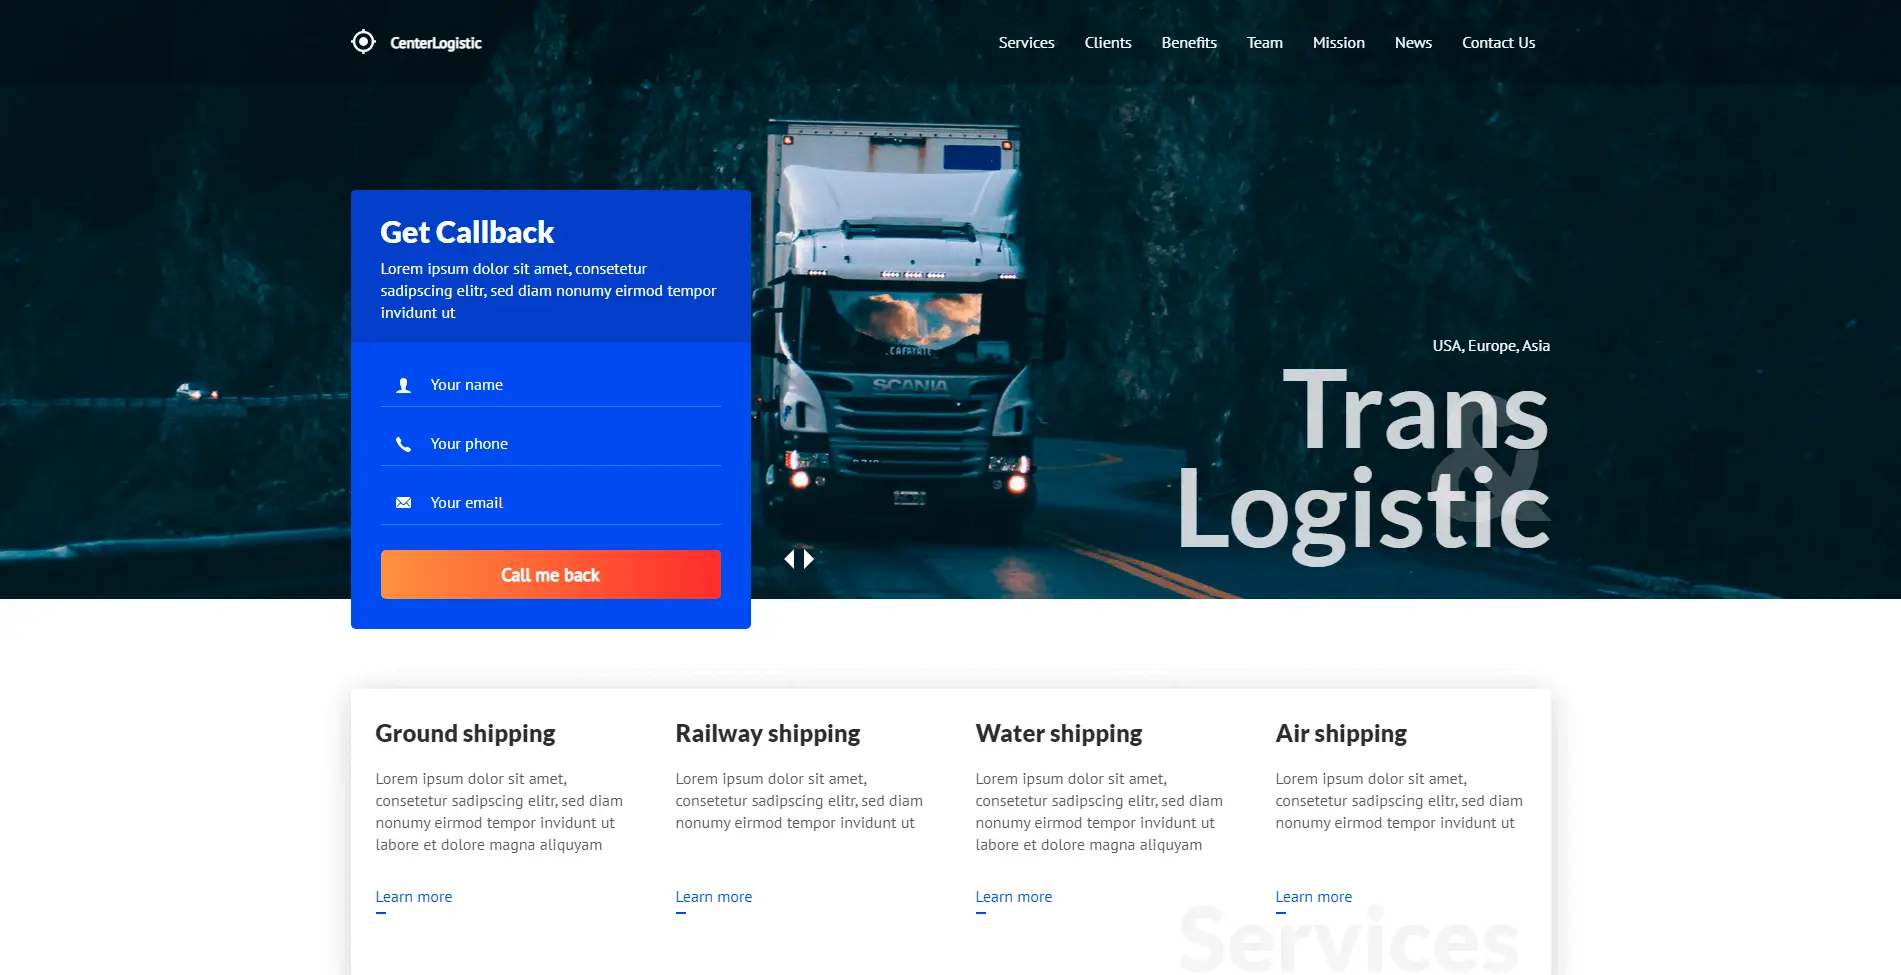 CenterLogistic
Services Clients Benefits Team Mission News Contact Us
Get Callback
Lorem ipsum dolor sit amet, consetetur
sadipscing elitr, sed diam nonumy eirmod tempor
invidunt ut
Your name
Your phone
Your email
Call me back
CAFAYATE
SCANIA
USA, Europe, Asia
Trans
&
Logistic
Ground shipping
Lorem ipsum dolor sit amet,
consetetur sadipscing elitr, sed diam
nonumy eirmod tempor invidunt ut
labore et dolore magna aliquyam
Learn more
Railway shipping
Lorem ipsum dolor sit amet,
consetetur sadipscing elitr, sed diam
nonumy eirmod tempor invidunt ut
Learn more
Water shipping
Lorem ipsum dolor sit amet,
consetetur sadipscing elitr, sed diam
nonumy eirmod tempor invidunt ut
labore et dolore magna aliquyam
Learn more
Air shipping
Lorem ipsum dolor sit amet,
consetetur sadipscing elitr, sed diam
nonumy eirmod tempor invidunt ut
Learn more
Services